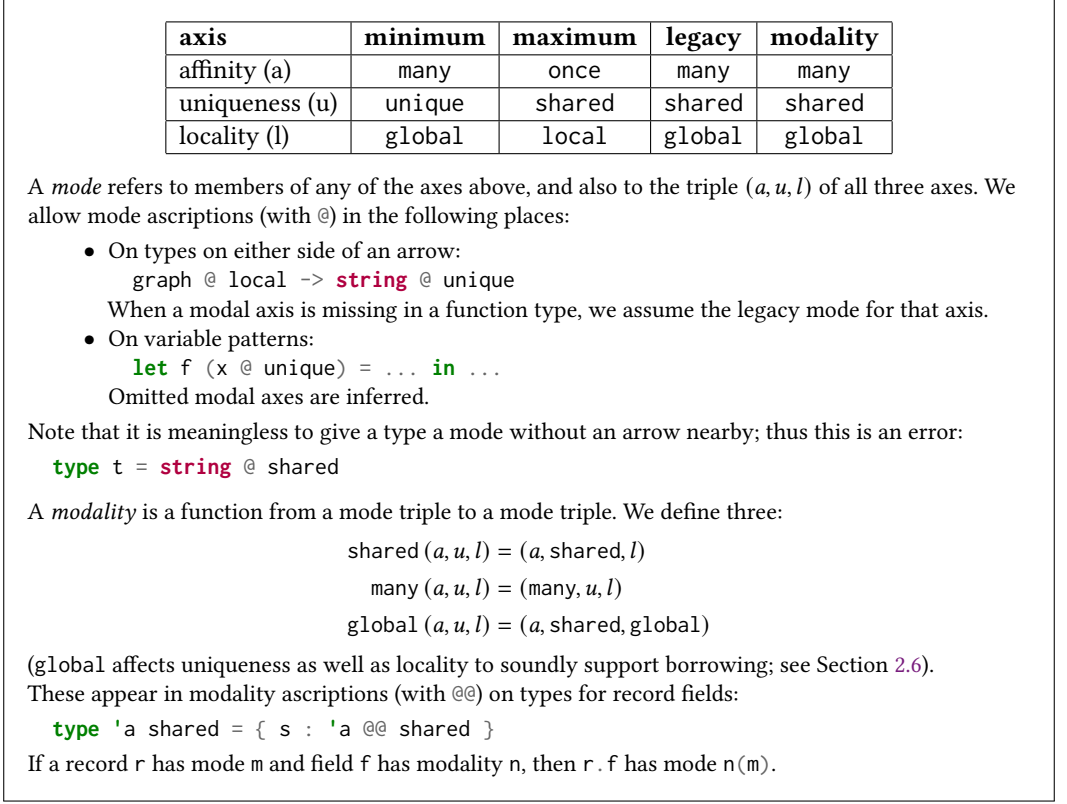 axis minimum maximum legacy modality
affinity (a) many once many many
uniqueness (u) unique shared shared shared
locality (l) global local global global
A mode refers to members of any of the axes above, and also to the triple (a, u, l) of all three axes. We
allow mode ascriptions (with @) in the following places:
• On types on either side of an arrow:
graph @ local -> string @ unique
When a modal axis is missing in a function type, we assume the legacy mode for that axis.
• On variable patterns:
let f (x @ unique) = ... in ...
Omitted modal axes are inferred.
Note that it is meaningless to give a type a mode without an arrow nearby; thus this is an error:
type t = string @ shared
A modality is a function from a mode triple to a mode triple. We define three:
shared (a, u, l) = (a, shared, l)
many (a, u, l) = (many, u, l)
global (a, u, l) = (a, shared, global)
(global affects uniqueness as well as locality to soundly support borrowing; see Section 2.6).
These appear in modality ascriptions (with @@) on types for record fields:
type 'a shared = { s : 'a @@ shared }
If a record r has mode m and field f has modality n, then r.f has mode n(m).